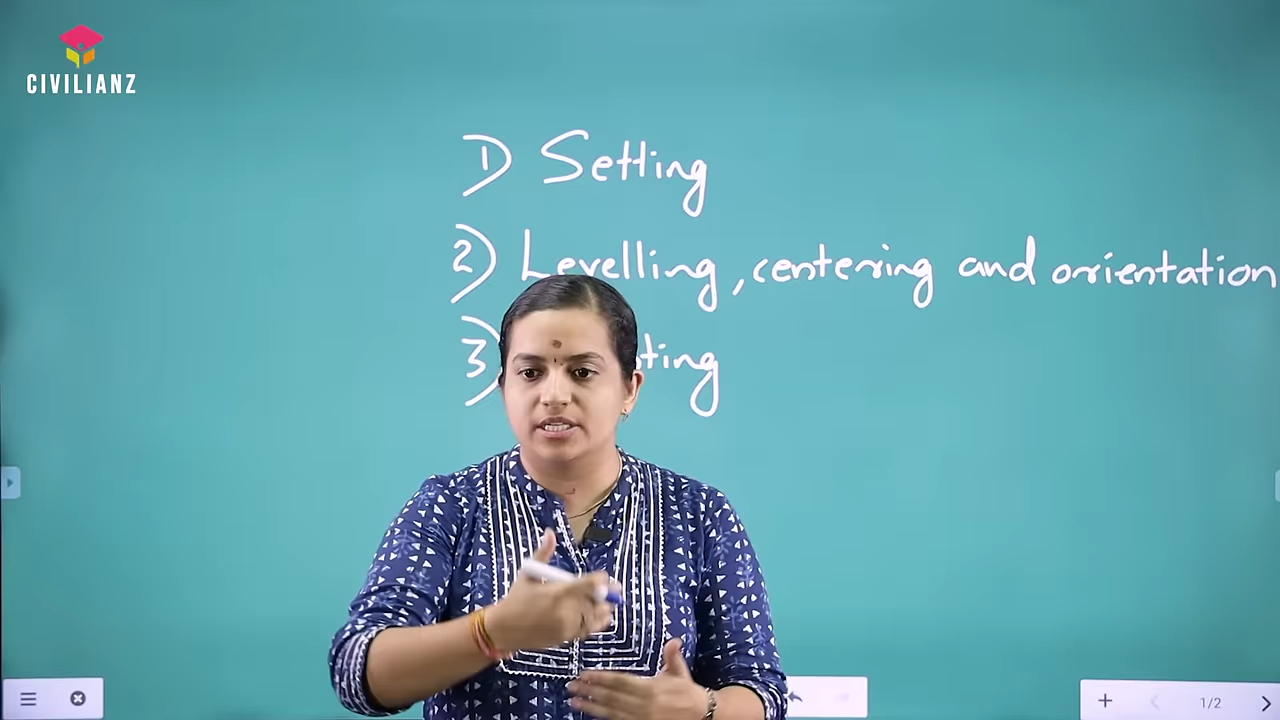 CIVILIANZ
1) Setting
2) Levelling, centering and orientation
3)
1/2